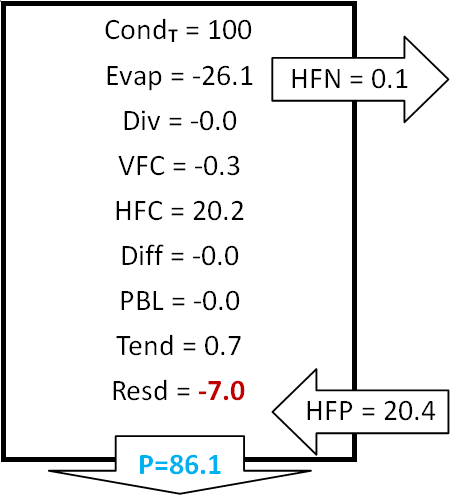 Condᴛ = 100
Evap = -26.1
HFN = 0.1
Div = -0.0
VFC = -0.3
HFC = 20.2
Diff = -0.0
PBL = -0.0
Tend = 0.7
Resd = -7.0
HFP = 20.4
P=86.1